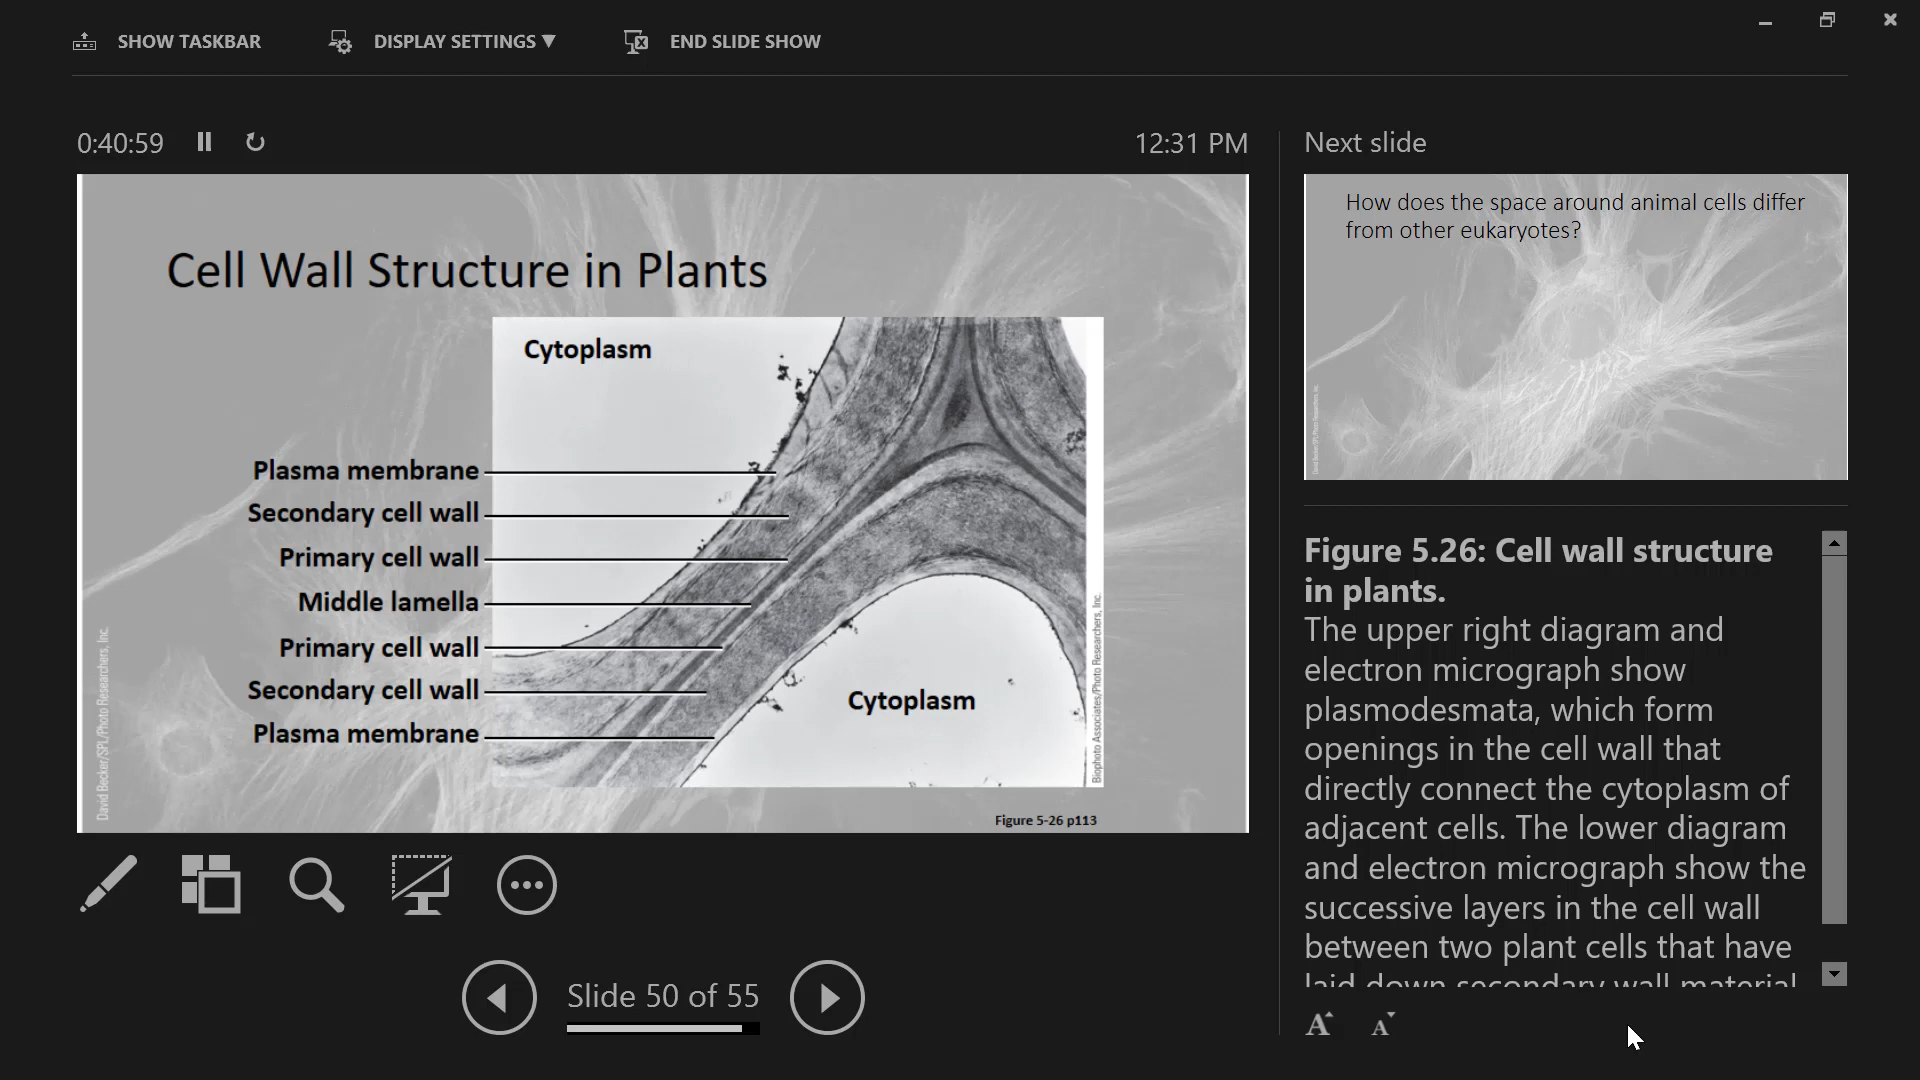 SHOW TASKBAR
DISPLAY SETTINGS ▼
END SLIDE SHOW
0:40:59
12:31 PM
Cell Wall Structure in Plants
Cytoplasm
Plasma membrane
Secondary cell wall
Primary cell wall
Middle lamella
Primary cell wall
Secondary cell wall
Plasma membrane
Cytoplasm
David Becker/SPL/Photo Researchers, Inc.
Biophoto Associates/Photo Researchers, Inc.
Figure 5-26 p113
Slide 50 of 55
Next slide
How does the space around animal cells differ
from other eukaryotes?
Figure 5.26: Cell wall structure
in plants.
The upper right diagram and
electron micrograph show
plasmodesmata, which form
openings in the cell wall that
directly connect the cytoplasm of
adjacent cells. The lower diagram
and electron micrograph show the
successive layers in the cell wall
between two plant cells that have
laid down secondary wall material
A A